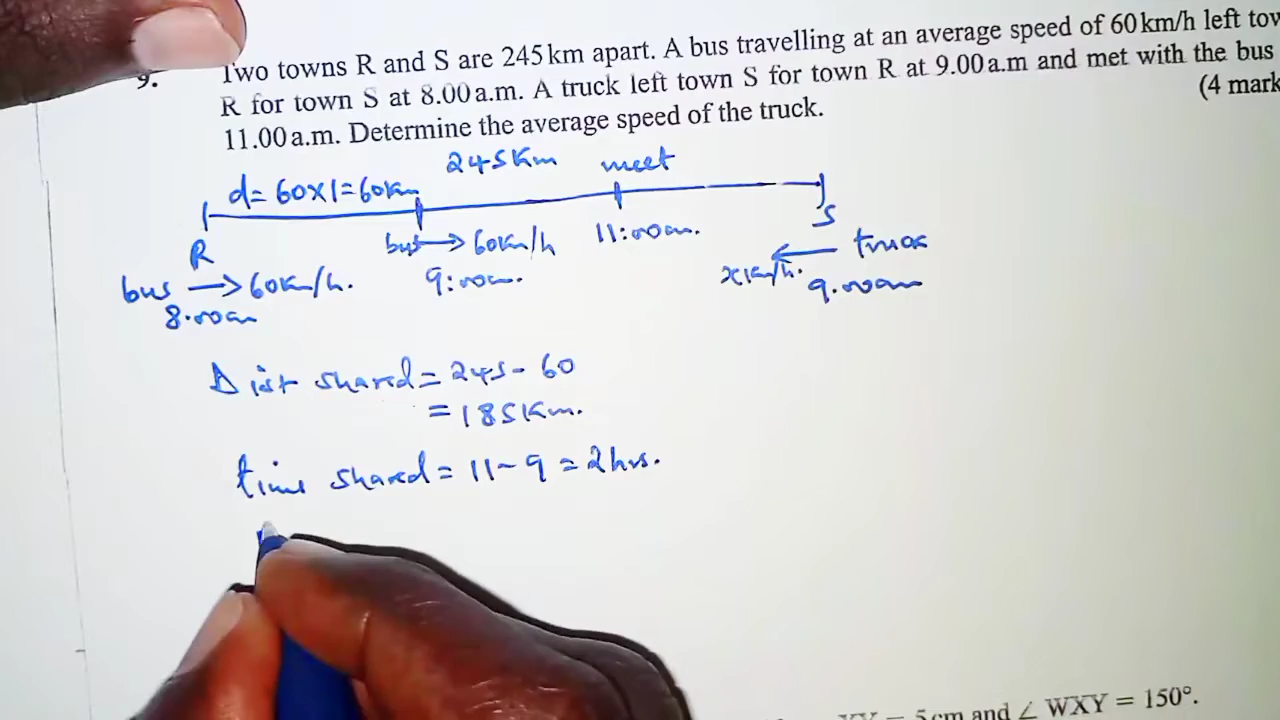 9. Two towns R and S are 245 km apart. A bus travelling at an average speed of 60 km/h left tow
R for town S at 8.00 a.m. A truck left town S for town R at 9.00 a.m and met with the bus
11.00 a.m. Determine the average speed of the truck. (4 mark
245Km meet
d= 60×1=60Km
R bus → 60Km/h 11:00am. S
bus → 60Km/h. 9:00am. xKm/h. ← truck
8.00am 9.00am
Dist shared = 245 - 60
= 185Km.
time shared = 11 - 9 = 2hrs.
= 5cm and ∠ WXY = 150°.